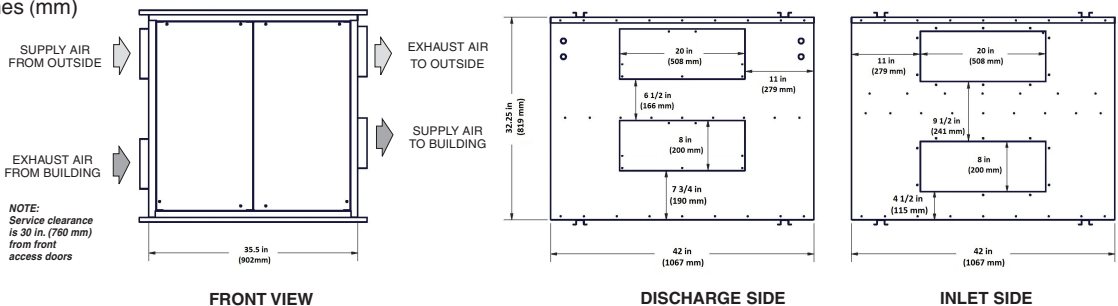 nes (mm)
SUPPLY AIR
FROM OUTSIDE
EXHAUST AIR
TO OUTSIDE
SUPPLY AIR
TO BUILDING
EXHAUST AIR
FROM BUILDING
NOTE:
Service clearance
is 30 in. (760 mm)
from front
access doors
35.5 in
(902mm)
FRONT VIEW
20 in
(508 mm)
11 in
(279 mm)
6 1/2 in
(166 mm)
32.25 in
(819 mm)
8 in
(200 mm)
7 3/4 in
(190 mm)
42 in
(1067 mm)
DISCHARGE SIDE
11 in
(279 mm)
20 in
(508 mm)
9 1/2 in
(241 mm)
8 in
(200 mm)
4 1/2 in
(115 mm)
42 in
(1067 mm)
INLET SIDE